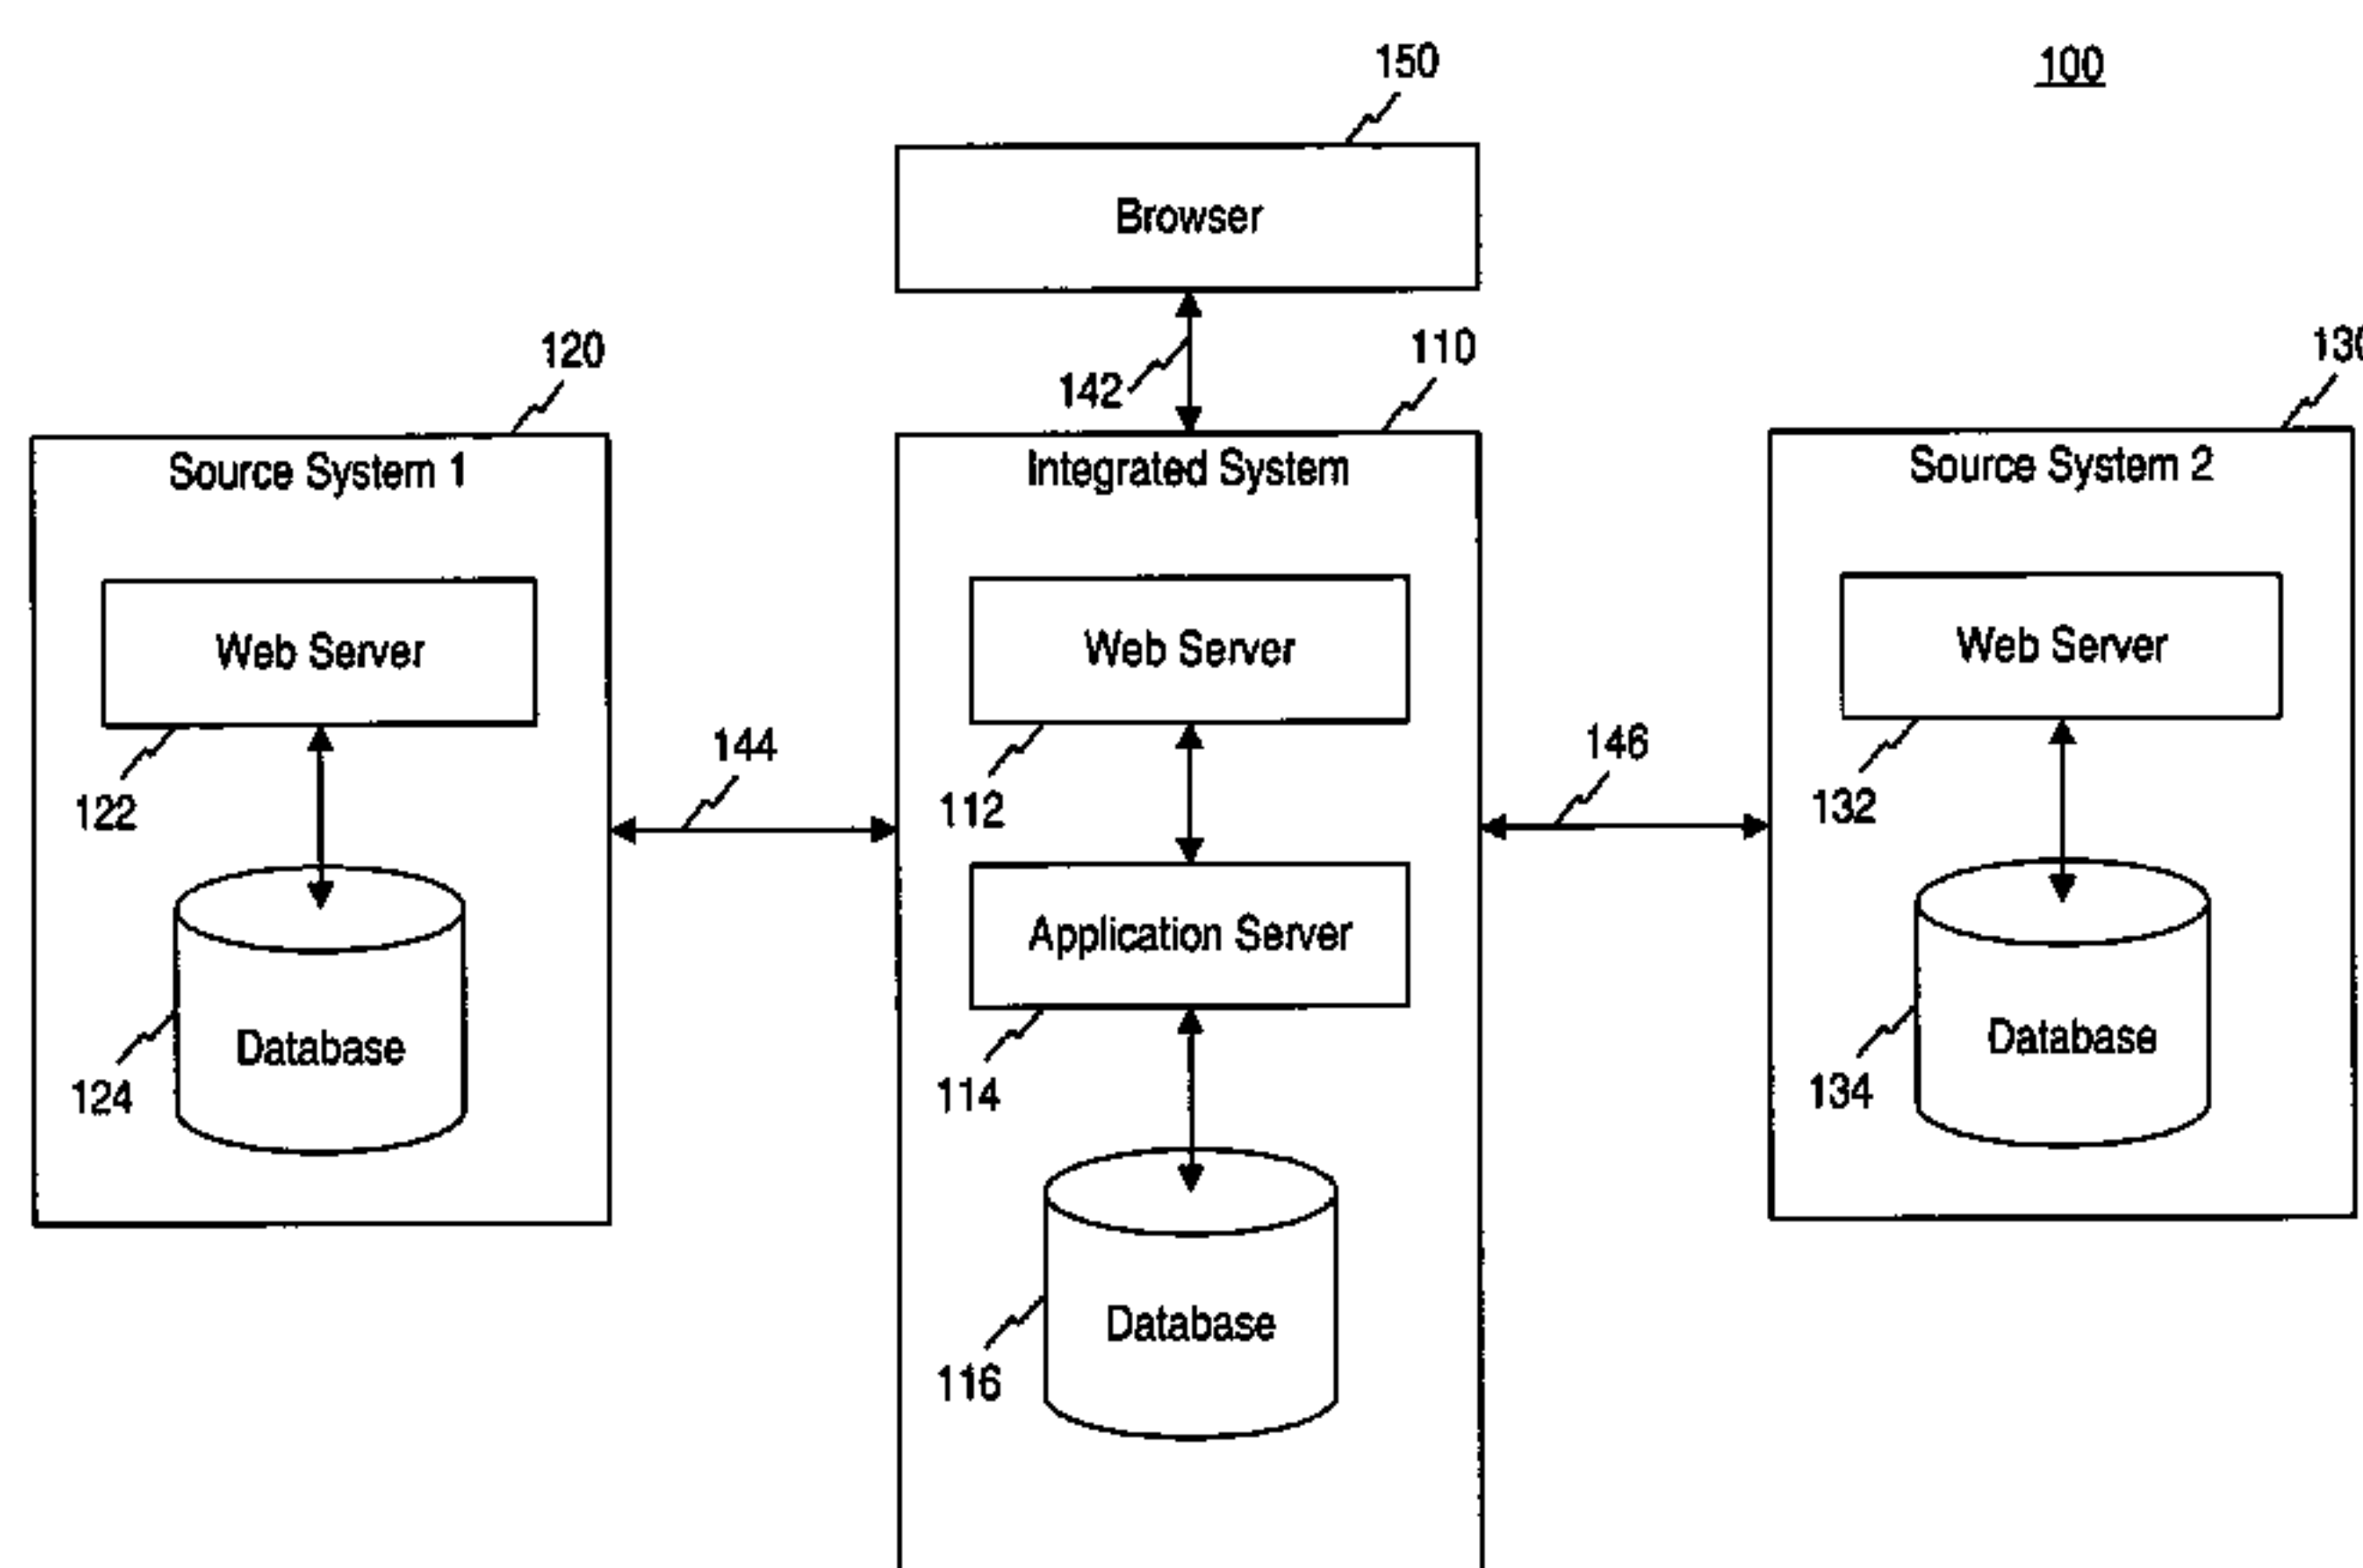 150
100
Browser
120
142
110
130
Source System 1
Integrated System
Source System 2
Web Server
Web Server
Web Server
122
144
112
146
132
Application Server
124
Database
114
134
Database
116
Database